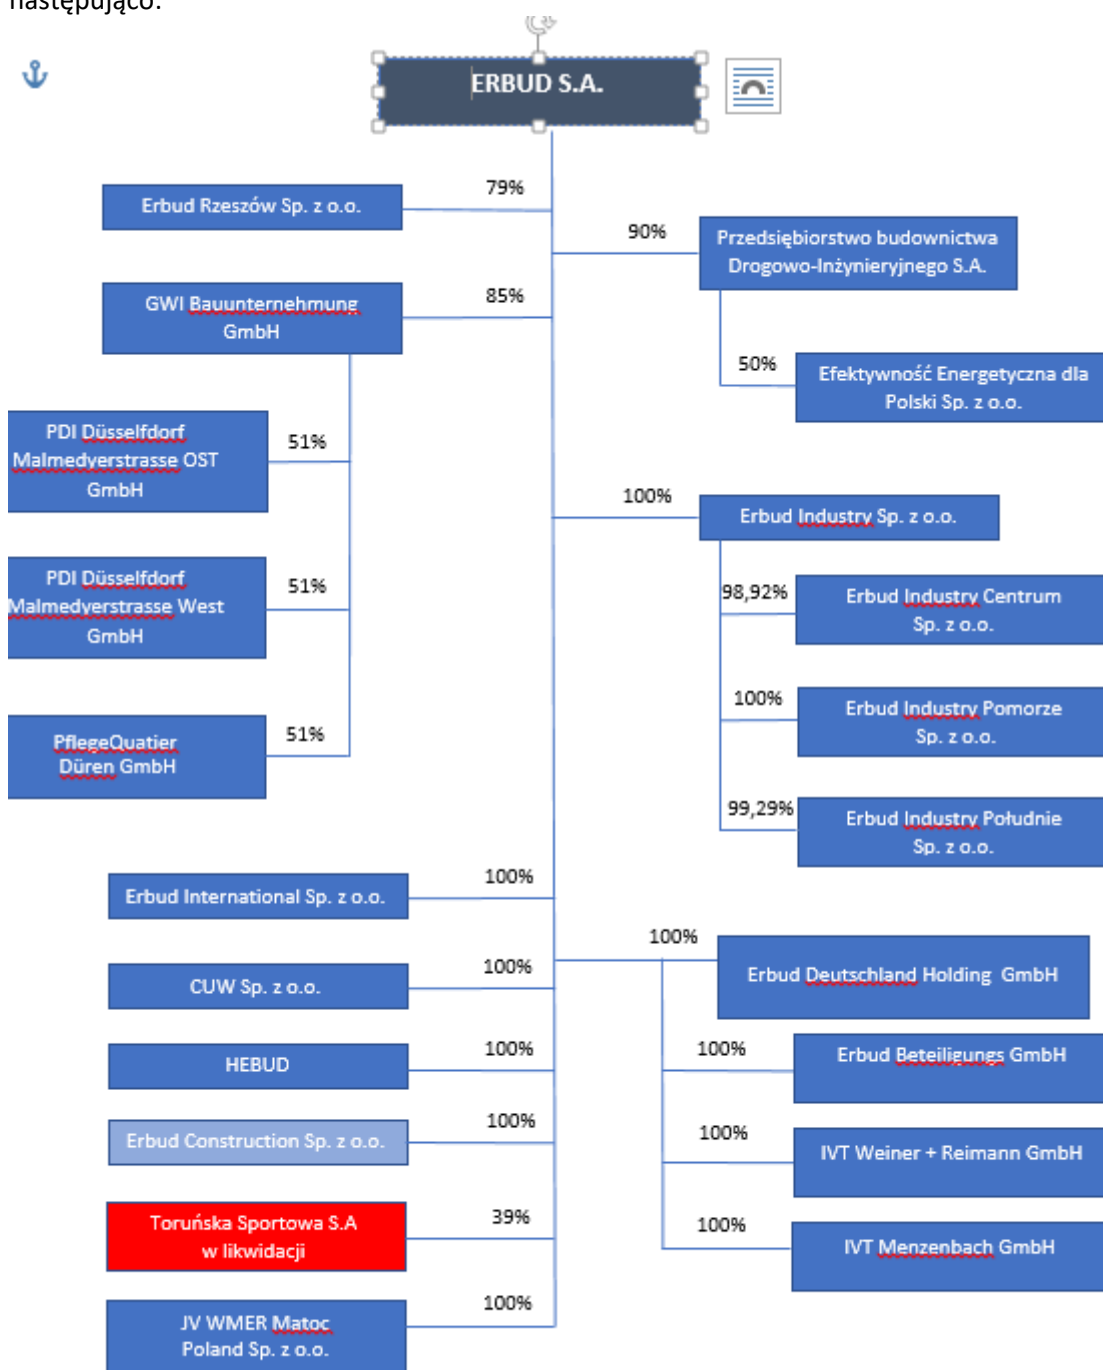 następująco:
ERBUD S.A.
79%
Erbud Rzeszów Sp. z o.o.
90%
Przedsiębiorstwo budownictwa
Drogowo-Inżynieryjnego S.A.
85%
GWI Bauunternehmung
GmbH
50%
Efektywność Energetyczna dla
Polski Sp. z o.o.
PDI Düsselfdorf
Malmedyerstrasse OST
GmbH
51%
100%
Erbud Industry Sp. z o.o.
PDI Düsselfdorf
Malmedyerstrasse West
GmbH
51%
98,92%
Erbud Industry Centrum
Sp. z o.o.
100%
Erbud Industry Pomorze
Sp. z o.o.
PflegeQuatier
Düren GmbH
51%
99,29%
Erbud Industry Południe
Sp. z o.o.
100%
Erbud International Sp. z o.o.
100%
Erbud Deutschland Holding GmbH
100%
CUW Sp. z o.o.
100%
HEBUD
100%
Erbud Beteiligungs GmbH
100%
Erbud Construction Sp. z o.o.
100%
IVT Weiner + Reimann GmbH
39%
Toruńska Sportowa S.A
w likwidacji
100%
IVT Menzenbach GmbH
100%
JV WMER Matoc
Poland Sp. z o.o.